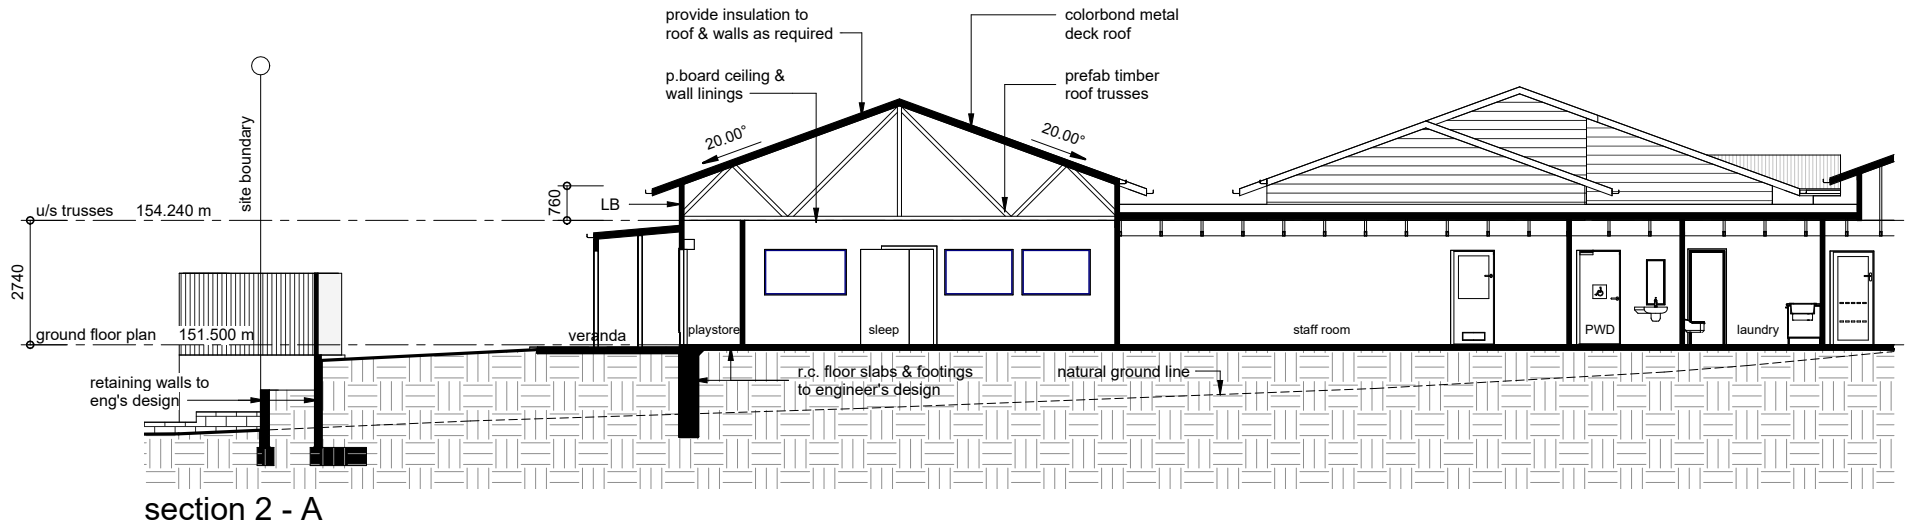 provide insulation to
roof & walls as required
colorbond metal
deck roof
p.board ceiling &
wall linings
prefab timber
roof trusses
site boundary
20.00°
20.00°
760
LB
u/s trusses 154.240 m
2740
ground floor plan 151.500 m
veranda
playstore
sleep
staff room
PWD
laundry
retaining walls to
eng's design
r.c. floor slabs & footings
to engineer's design
natural ground line
section 2 - A